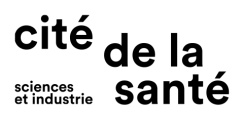 cité
de la
santé
sciences
et industrie